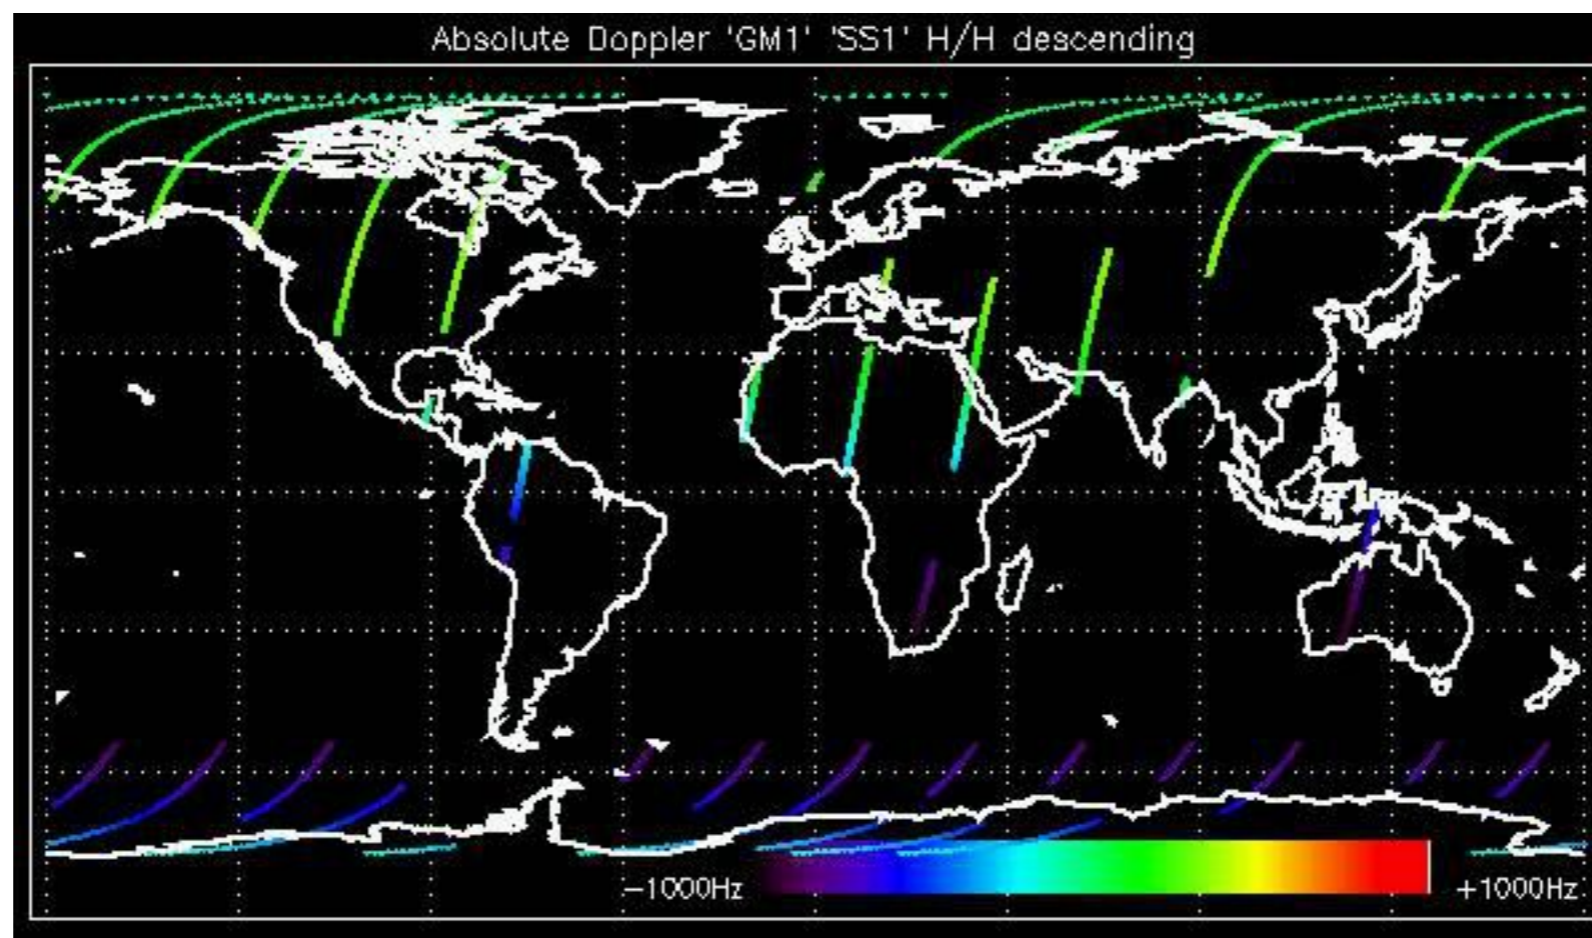 Absolute Doppler 'GM1' 'SS1' H/H descending
−1000Hz
+1000Hz